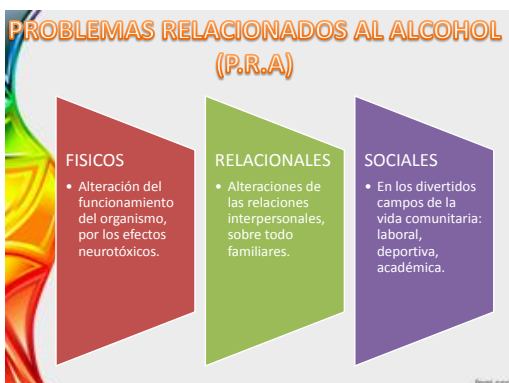 PROBLEMAS RELACIONADOS AL ALCOHOL
(P.R.A)
FISICOS
• Alteración del
funcionamiento
del organismo,
por los efectos
neurotóxicos.
RELACIONALES
• Alteraciones de
las relaciones
interpersonales,
sobre todo
familiares.
SOCIALES
• En los divertidos
campos de la
vida comunitaria:
laboral,
deportiva,
académica.